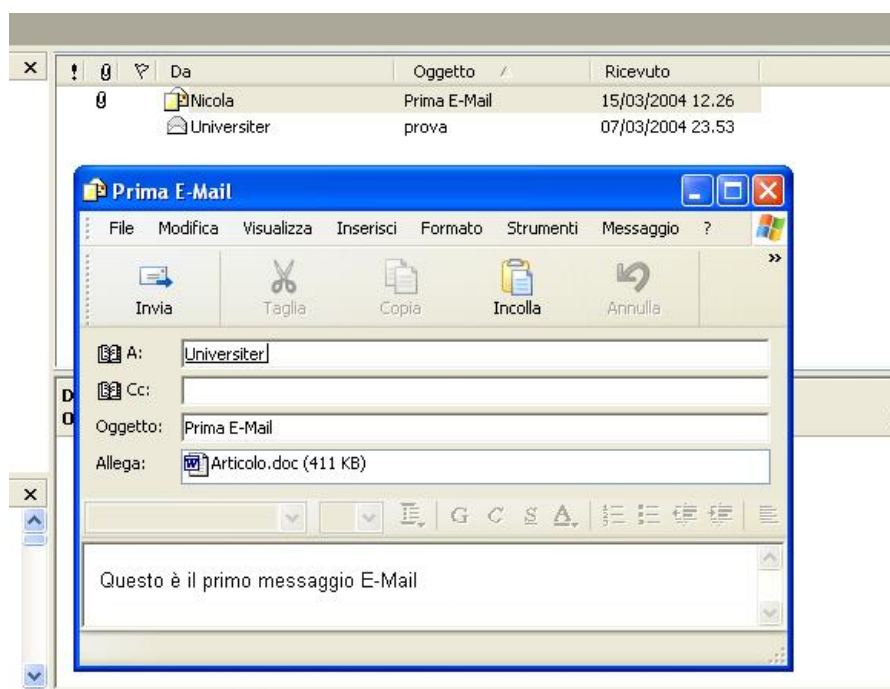 ! Da Oggetto Ricevuto
Nicola Prima E-Mail 15/03/2004 12.26
Universiter prova 07/03/2004 23.53
Prima E-Mail
File Modifica Visualizza Inserisci Formato Strumenti Messaggio ?
»
Invia Taglia Copia Incolla Annulla
A: Universiter
Cc:
D
O
Oggetto: Prima E-Mail
Allega: Articolo.doc (411 KB)
G C S A
Questo è il primo messaggio E-Mail